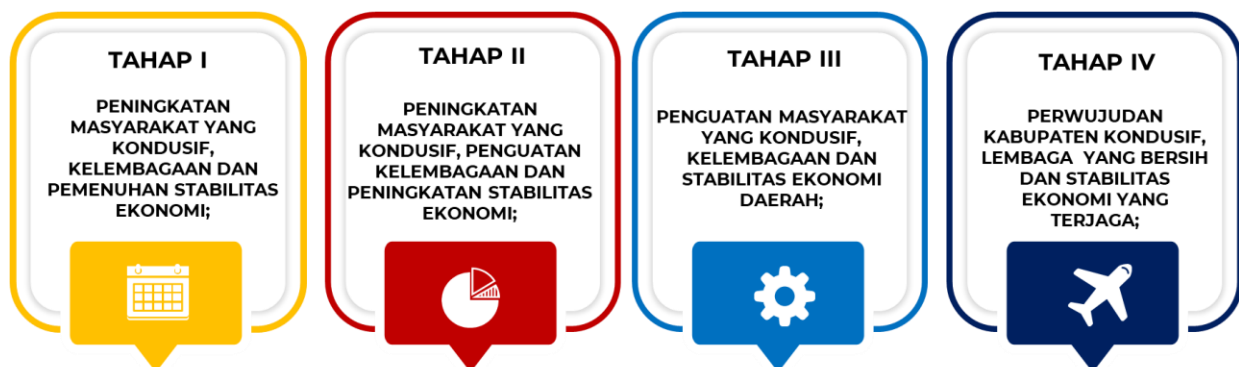 TAHAP I
PENINGKATAN
MASYARAKAT YANG
KONDUSIF,
KELEMBAGAAN DAN
PEMENUHAN STABILITAS
EKONOMI;
TAHAP II
PENINGKATAN
MASYARAKAT YANG
KONDUSIF, PENGUATAN
KELEMBAGAAN DAN
PENINGKATAN STABILITAS
EKONOMI;
TAHAP III
PENGUATAN MASYARAKAT
YANG KONDUSIF,
KELEMBAGAAN DAN
STABILITAS EKONOMI
DAERAH;
TAHAP IV
PERWUJUDAN
KABUPATEN KONDUSIF,
LEMBAGA YANG BERSIH
DAN STABILITAS
EKONOMI YANG
TERJAGA;